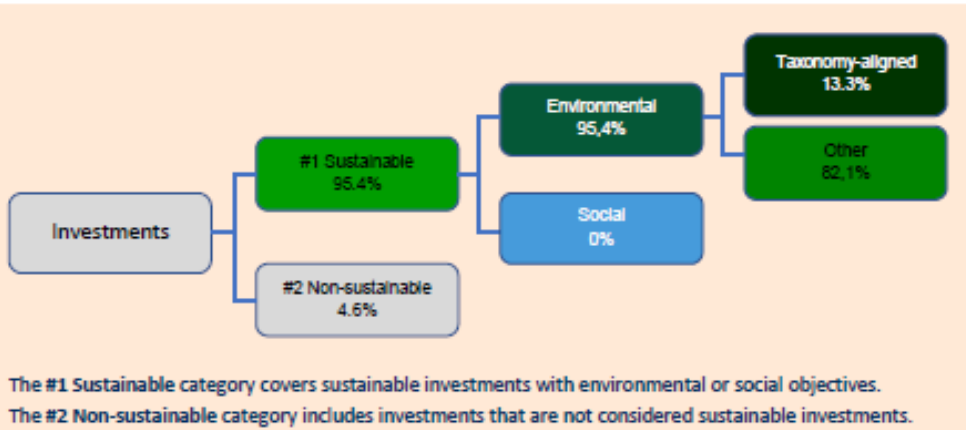 Investments
#1 Sustainable
95.4%
#2 Non-sustainable
4.6%
Environmental
95,4%
Social
0%
Taxonomy-aligned
13.3%
Other
82,1%
The #1 Sustainable category covers sustainable investments with environmental or social objectives.
The #2 Non-sustainable category includes investments that are not considered sustainable investments.